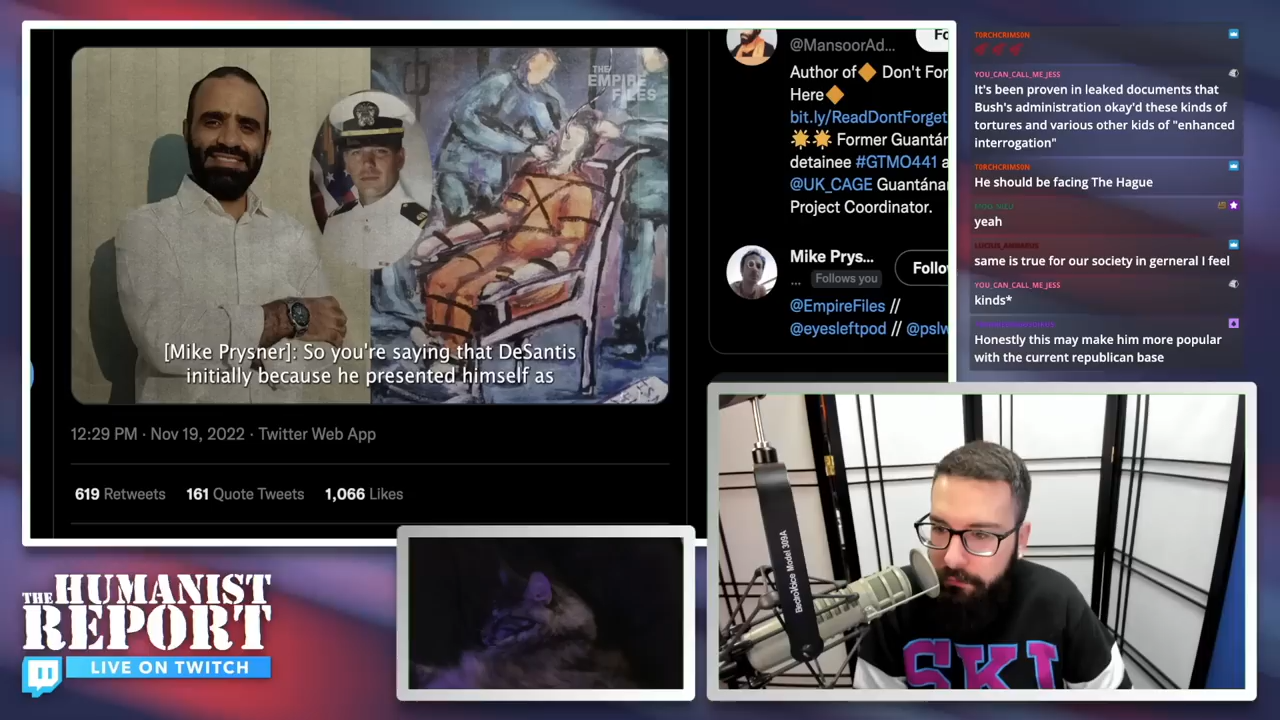 THE
EMPIRE
FILES
[Mike Prysner]: So you're saying that DeSantis
initially because he presented himself as
12:29 PM · Nov 19, 2022 · Twitter Web App
619 Retweets 161 Quote Tweets 1,066 Likes
Fo
@MansoorAd...
Author of🔶 Don't For
Here🔶
bit.ly/ReadDontForget
🌟🌟 Former Guantár
detainee #GTMO441 a
@UK_CAGE Guantána
Project Coordinator.
Mike Prys...
... Follows you
Follo
@EmpireFiles //
@eyesleftpod // @pslw
T0RCHCRIMS0N
YOU_CAN_CALL_ME_JESS
It's been proven in leaked documents that
Bush's administration okay'd these kinds of
tortures and various other kids of "enhanced
interrogation"
T0RCHCRIMS0N
He should be facing The Hague
yeah
same is true for our society in gerneral I feel
YOU_CAN_CALL_ME_JESS
kinds*
Honestly this may make him more popular
with the current republican base
ElectroVoice Model 309A
SKI
THE HUMANIST
REPORT
LIVE ON TWITCH